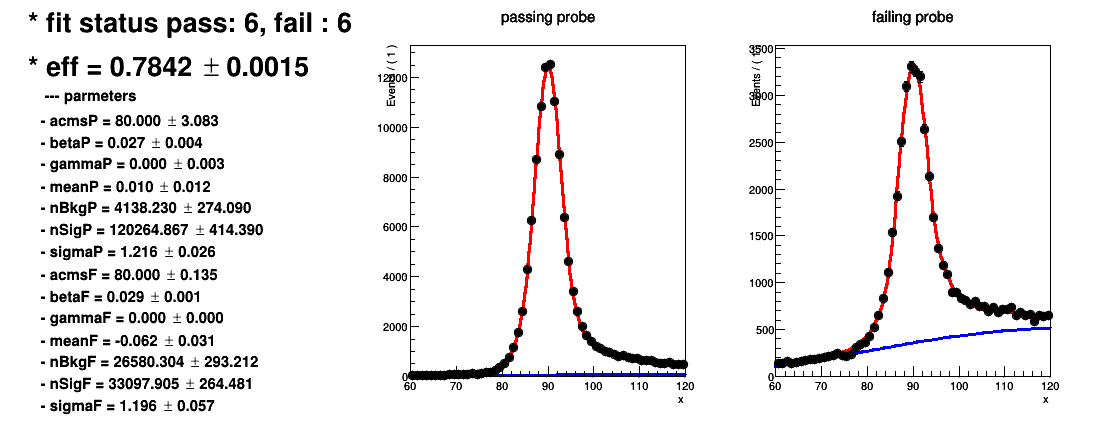 * fit status pass: 6, fail : 6
* eff = 0.7842 ± 0.0015
--- parmeters
- acmsP = 80.000 ± 3.083
- betaP = 0.027 ± 0.004
- gammaP = 0.000 ± 0.003
- meanP = 0.010 ± 0.012
- nBkgP = 4138.230 ± 274.090
- nSigP = 120264.867 ± 414.390
- sigmaP = 1.216 ± 0.026
- acmsF = 80.000 ± 0.135
- betaF = 0.029 ± 0.001
- gammaF = 0.000 ± 0.000
- meanF = -0.062 ± 0.031
- nBkgF = 26580.304 ± 293.212
- nSigF = 33097.905 ± 264.481
- sigmaF = 1.196 ± 0.057
passing probe
Events / ( 1 )
12000
10000
8000
6000
4000
2000
0
60 70 80 90 100 110 120
x
failing probe
Events / ( 1
3500
3000
2500
2000
1500
1000
500
0
60 70 80 90 100 110 120
x